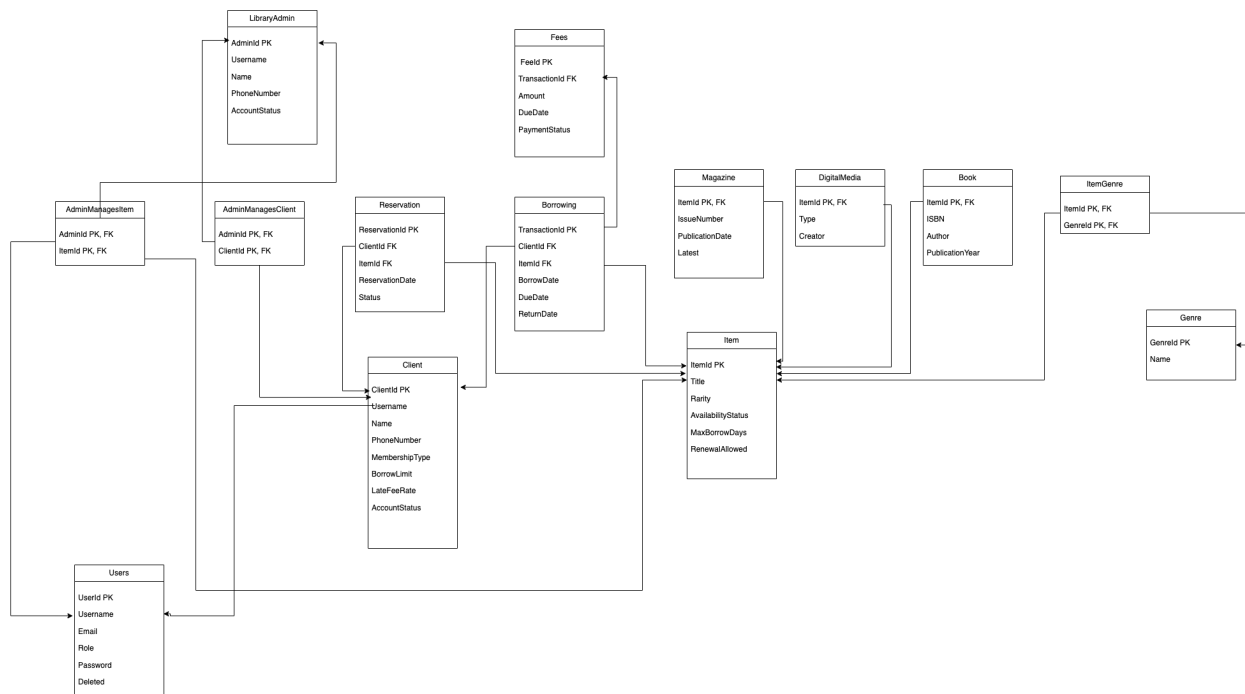 LibraryAdmin
AdminId PK
Username
Name
PhoneNumber
AccountStatus
Fees
FeeId PK
TransactionId FK
Amount
DueDate
PaymentStatus
AdminManagesItem
AdminId PK, FK
ItemId PK, FK
AdminManagesClient
AdminId PK, FK
ClientId PK, FK
Reservation
ReservationId PK
ClientId FK
ItemId FK
ReservationDate
Status
Borrowing
TransactionId PK
ClientId FK
ItemId FK
BorrowDate
DueDate
ReturnDate
Magazine
ItemId PK, FK
IssueNumber
PublicationDate
Latest
DigitalMedia
ItemId PK, FK
Type
Creator
Book
ItemId PK, FK
ISBN
Author
PublicationYear
ItemGenre
ItemId PK, FK
GenreId PK, FK
Genre
GenreId PK
Name
Item
ItemId PK
Title
Rarity
AvailabilityStatus
MaxBorrowDays
RenewalAllowed
Client
ClientId PK
Username
Name
PhoneNumber
MembershipType
BorrowLimit
LateFeeRate
AccountStatus
Users
UserId PK
Username
Email
Role
Password
Deleted